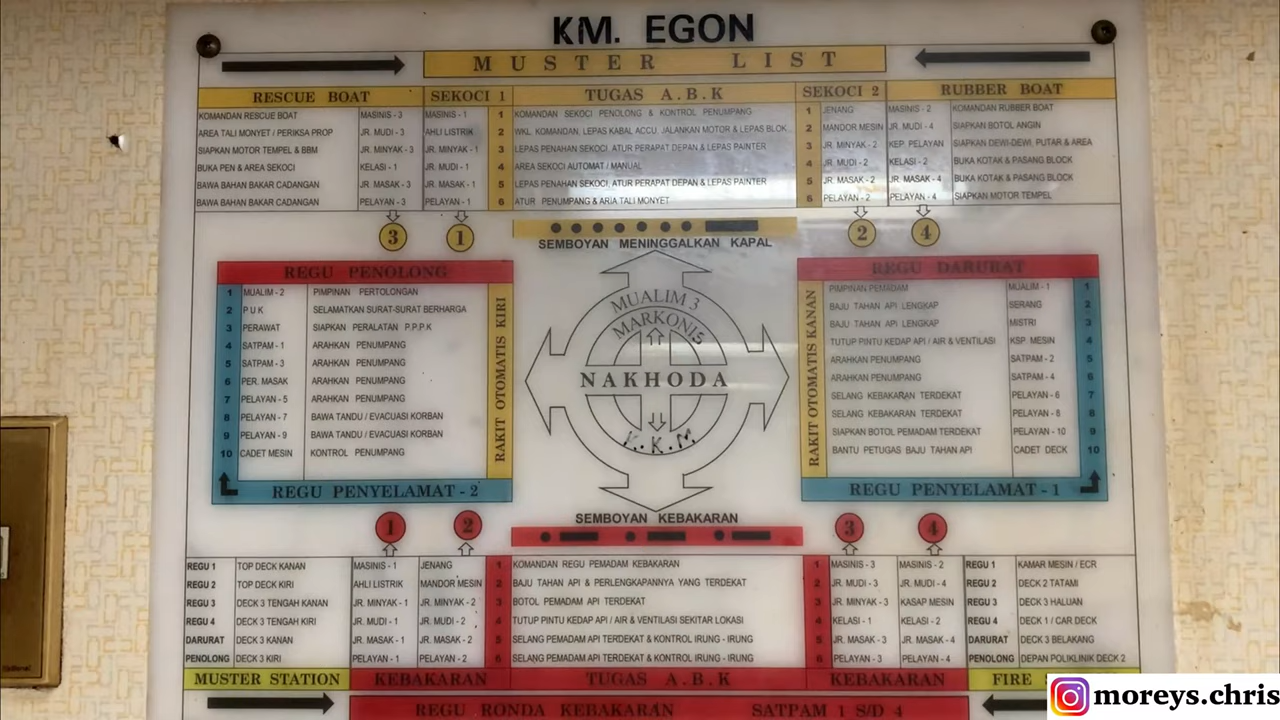 KM. EGON
MUSTER LIST
RESCUE BOAT SEKOCI 1 TUGAS A.B.K SEKOCI 2 RUBBER BOAT
KOMANDAN RESCUE BOAT MASINIS - 3 MASINIS - 1 1 KOMANDAN SEKOCI PENOLONG & KONTROL PENUMPANG 1 JENANG MASINIS - 2 KOMANDAN RUBBER BOAT
AREA TALI MONYET / PERIKSA PROP JR. MUDI - 3 AHLI LISTRIK 2 WKL. KOMANDAN, LEPAS KABAL ACCU, JALANKAN MOTOR & LEPAS BLOK 2 MANDOR MESIN JR. MUDI - 4 SIAPKAN BOTOL ANGIN
SIAPKAN MOTOR TEMPEL & BBM JR. MINYAK - 3 JR. MINYAK - 1 3 LEPAS PENAHAN SEKOCI, ATUR PERAPAT DEPAN & LEPAS PAINTER 3 JR. MINYAK - 2 KEP. PELAYAN SIAPKAN DEWI-DEWI, PUTAR & AREA
BUKA PEN & AREA SEKOCI KELASI - 1 JR. MUDI - 1 4 AREA SEKOCI AUTOMAT / MANUAL 4 JR. MUDI - 2 KELASI - 2 BUKA KOTAK & PASANG BLOCK
BAWA BAHAN BAKAR CADANGAN JR. MASAK - 3 JR. MASAK - 1 5 LEPAS PENAHAN SEKOCI, ATUR PERAPAT DEPAN & LEPAS PAINTER 5 JR. MASAK - 2 JR. MASAK - 4 BUKA KOTAK & PASANG BLOCK
BAWA BAHAN BAKAR CADANGAN PELAYAN - 3 PELAYAN - 1 6 ATUR PENUMPANG & ARIA TALI MONYET 6 PELAYAN - 2 PELAYAN - 4 SIAPKAN MOTOR TEMPEL
3 1 2 4
SEMBOYAN MENINGGALKAN KAPAL
REGU PENOLONG
1 MUALIM - 2 PIMPINAN PERTOLONGAN
2 P U K SELAMATKAN SURAT-SURAT BERHARGA
3 PERAWAT SIAPKAN PERALATAN P.P.P.K
4 SATPAM - 1 ARAHKAN PENUMPANG
5 SATPAM - 3 ARAHKAN PENUMPANG
6 PER. MASAK ARAHKAN PENUMPANG
7 PELAYAN - 5 ARAHKAN PENUMPANG
8 PELAYAN - 7 BAWA TANDU / EVACUASI KORBAN
9 PELAYAN - 9 BAWA TANDU / EVACUASI KORBAN
10 CADET MESIN KONTROL PENUMPANG
RAKIT OTOMATIS KIRI
REGU PENYELAMAT - 2
MUALIM 3
MARKONIS
NAKHODA
K.K.M
REGU DARURAT
RAKIT OTOMATIS KANAN
PIMPINAN PEMADAM MUALIM - 1 1
BAJU TAHAN API LENGKAP SERANG 2
BAJU TAHAN API LENGKAP MISTRI 3
TUTUP PINTU KEDAP API / AIR & VENTILASI KSP. MESIN 4
ARAHKAN PENUMPANG SATPAM - 2 5
ARAHKAN PENUMPANG SATPAM - 4 6
SELANG KEBAKARAN TERDEKAT PELAYAN - 6 7
SELANG KEBAKARAN TERDEKAT PELAYAN - 8 8
SIAPKAN BOTOL PEMADAM TERDEKAT PELAYAN - 10 9
BANTU PETUGAS BAJU TAHAN API CADET DECK 10
REGU PENYELAMAT - 1
SEMBOYAN KEBAKARAN
1 2 3 4
REGU 1 TOP DECK KANAN MASINIS - 1 JENANG 1 KOMANDAN REGU PEMADAM KEBAKARAN 1 MASINIS - 3 MASINIS - 2 REGU 1 KAMAR MESIN / ECR
REGU 2 TOP DECK KIRI AHLI LISTRIK MANDOR MESIN 2 BAJU TAHAN API & PERLENGKAPANNYA YANG TERDEKAT 2 JR. MUDI - 3 JR. MUDI - 4 REGU 2 DECK 2 TATAMI
REGU 3 DECK 3 TENGAH KANAN JR. MINYAK - 1 JR. MINYAK - 2 3 BOTOL PEMADAM API TERDEKAT 3 JR. MINYAK - 3 KASAP MESIN REGU 3 DECK 3 HALUAN
REGU 4 DECK 3 TENGAH KIRI JR. MUDI - 1 JR. MUDI - 2 4 TUTUP PINTU KEDAP API / AIR & VENTILASI SEKITAR LOKASI 4 KELASI - 1 KELASI - 2 REGU 4 DECK 1 / CAR DECK
DARURAT DECK 3 KANAN JR. MASAK - 1 JR. MASAK - 2 5 SELANG PEMADAM API TERDEKAT & KONTROL IRUNG - IRUNG 5 JR. MASAK - 3 JR. MASAK - 4 DARURAT DECK 3 BELAKANG
PENOLONG DECK 3 KIRI PELAYAN - 1 PELAYAN - 2 6 SELANG PEMADAM API TERDEKAT & KONTROL IRUNG - IRUNG 6 PELAYAN - 3 PELAYAN - 4 PENOLONG DEPAN POLIKLINIK DECK 2
MUSTER STATION KEBAKARAN TUGAS A.B.K KEBAKARAN FIRE
REGU RONDA KEBAKARAN SATPAM 1 S/D 4
moreys.chris